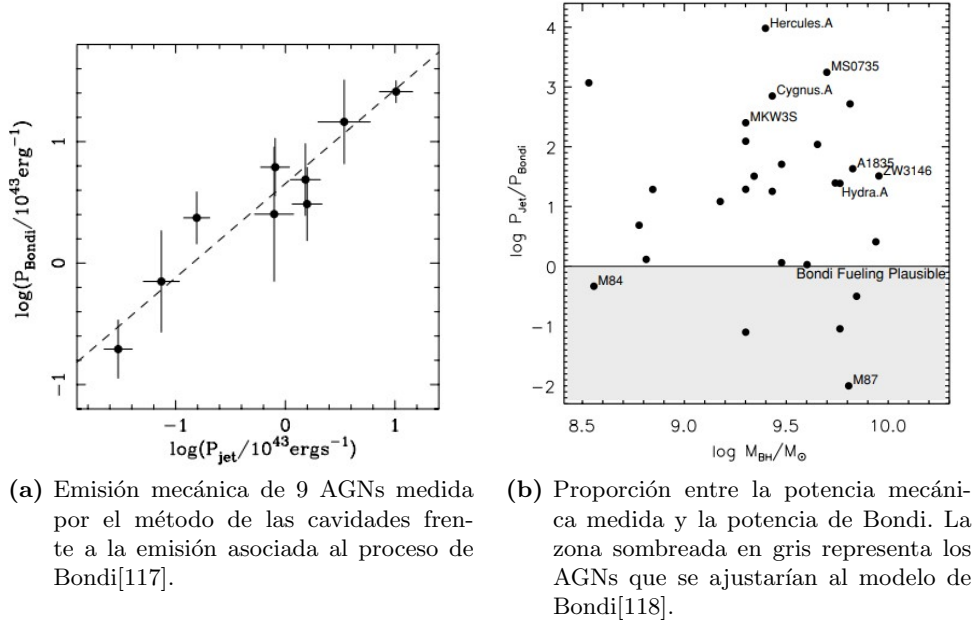 log(P_Bondi/10^43 erg^-1)
1
0
−1
−1
0
1
log(P_jet/10^43 ergs^-1)
(a) Emisión mecánica de 9 AGNs medida
por el método de las cavidades fren-
te a la emisión asociada al proceso de
Bondi[117].
log P_Jet/P_Bondi
4
3
2
1
0
-1
-2
Hercules.A
MS0735
Cygnus.A
MKW3S
A1835
ZW3146
Hydra.A
Bondi Fueling Plausible
M84
M87
8.5
9.0
9.5
10.0
log M_BH/M_⊙
(b) Proporción entre la potencia mecáni-
ca medida y la potencia de Bondi. La
zona sombreada en gris representa los
AGNs que se ajustarían al modelo de
Bondi[118].